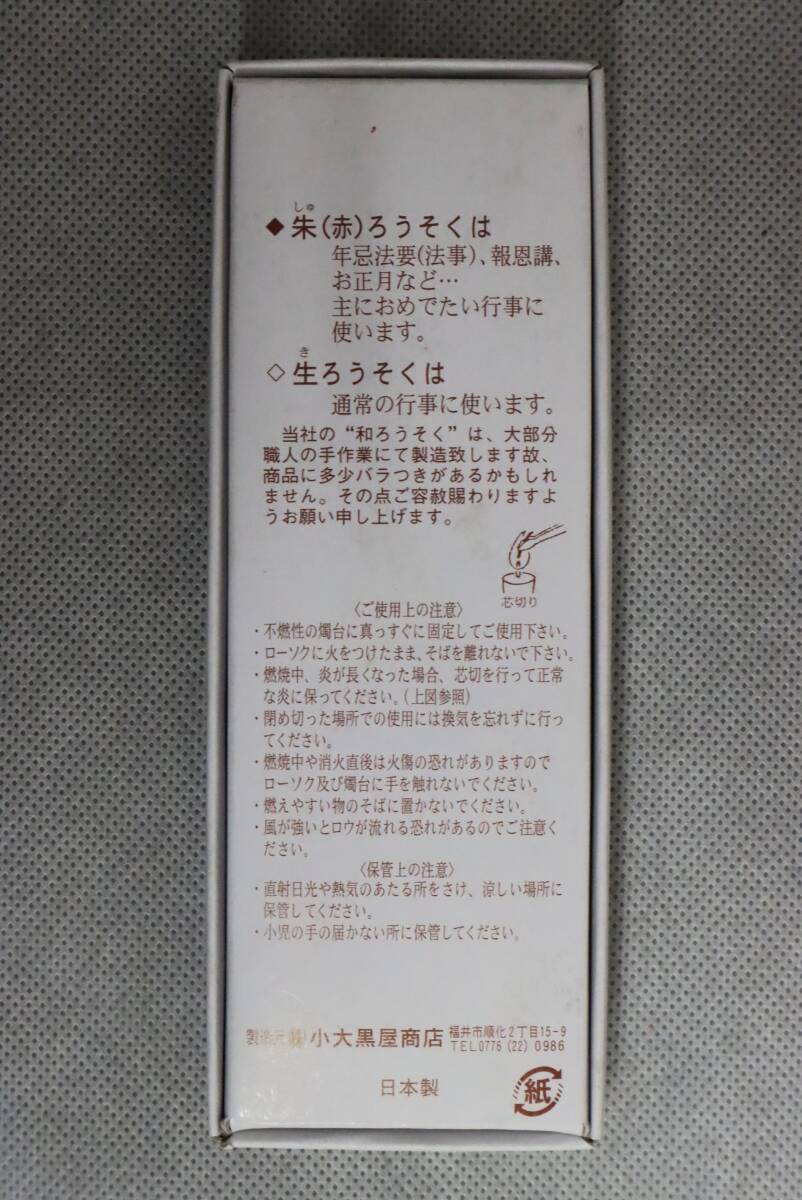 しゅ
◆朱(赤)ろうそくは
年忌法要(法事)、報恩講、
お正月など…
主におめでたい行事に
使います。
き
◇生ろうそくは
通常の行事に使います。
当社の“和ろうそく”は、大部分
職人の手作業にて製造致します故、
商品に多少バラつきがあるかもしれ
ません。その点ご容赦賜わりますよ
うお願い申し上げます。
芯切り
〈ご使用上の注意〉
・不燃性の燭台に真っすぐに固定してご使用下さい。
・ローソクに火をつけたまま、そばを離れないで下さい。
・燃焼中、炎が長くなった場合、芯切を行って正常
な炎に保ってください。(上図参照)
・閉め切った場所での使用には換気を忘れずに行っ
てください。
・燃焼中や消火直後は火傷の恐れがありますので
ローソク及び燭台に手を触れないでください。
・燃えやすい物のそばに置かないでください。
・風が強いとロウが流れる恐れがあるのでご注意く
ださい。
〈保管上の注意〉
・直射日光や熱気のあたる所をさけ、涼しい場所に
保管してください。
・小児の手の届かない所に保管してください。
製造元㈱小大黒屋商店 福井市順化2丁目15-9
TEL0776(22)0986
日本製
紙